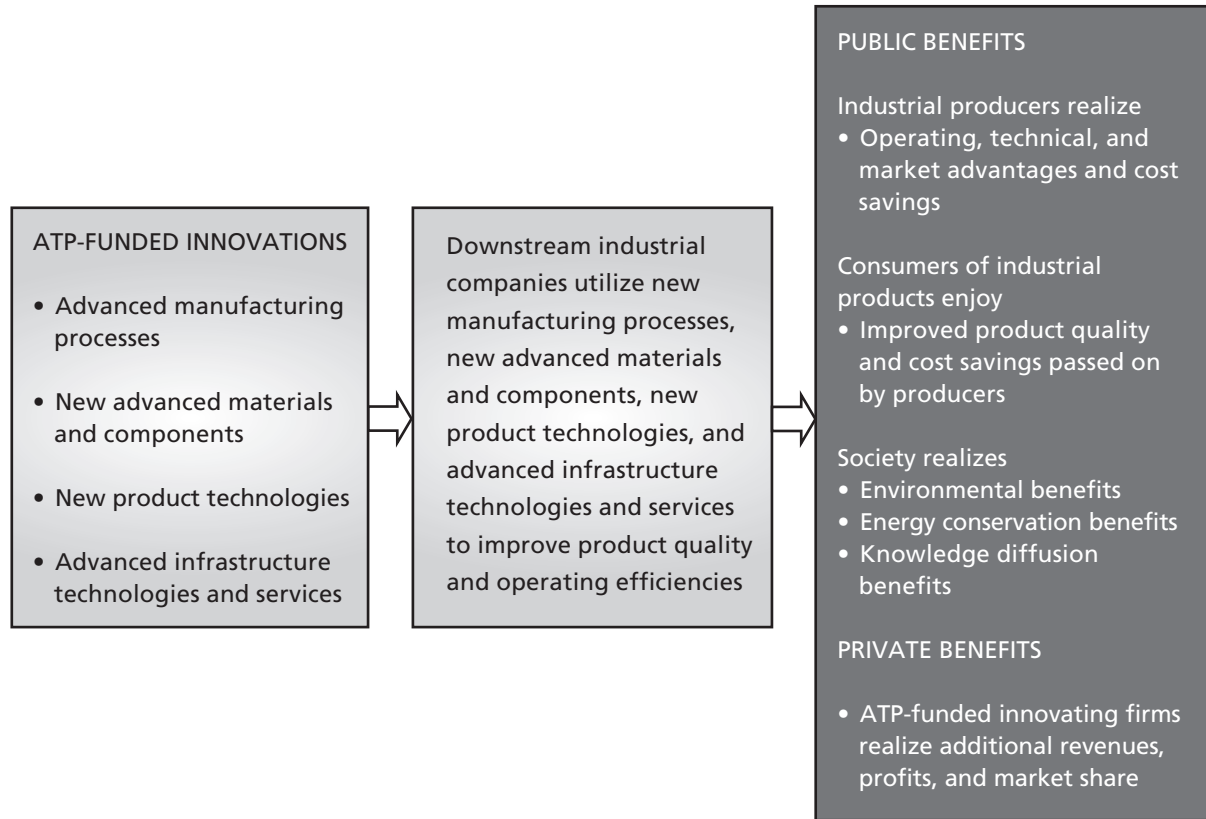 ATP-FUNDED INNOVATIONS
• Advanced manufacturing
processes
• New advanced materials
and components
• New product technologies
• Advanced infrastructure
technologies and services
Downstream industrial
companies utilize new
manufacturing processes,
new advanced materials
and components, new
product technologies, and
advanced infrastructure
technologies and services
to improve product quality
and operating efficiencies
PUBLIC BENEFITS
Industrial producers realize
• Operating, technical, and
market advantages and cost
savings
Consumers of industrial
products enjoy
• Improved product quality
and cost savings passed on
by producers
Society realizes
• Environmental benefits
• Energy conservation benefits
• Knowledge diffusion
benefits
PRIVATE BENEFITS
• ATP-funded innovating firms
realize additional revenues,
profits, and market share